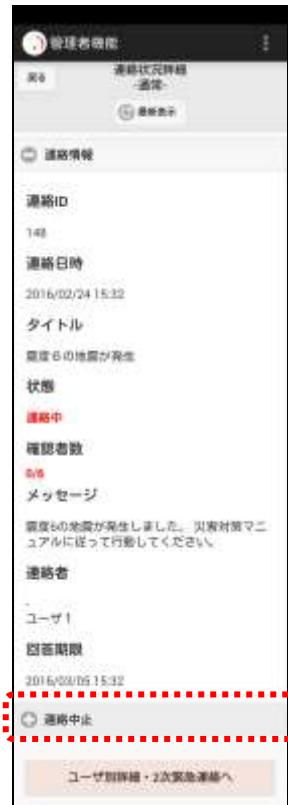 管理者機能
戻る
連絡状況詳細
-通常-
最新表示
連絡情報
連絡ID
148
連絡日時
2016/02/24 15:32
タイトル
震度６の地震が発生
状態
連絡中
確認者数
0/6
メッセージ
震度6の地震が発生しました。 災害対策マニ
ュアルに従って行動してください。
連絡者
-
ユーザ1
回答期限
2016/03/05 15:32
連絡中止
ユーザ別詳細・2次緊急連絡へ